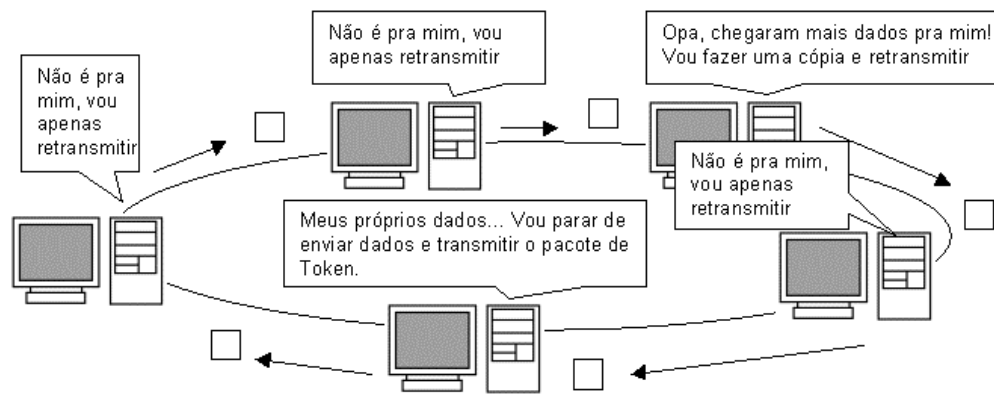 Não é pra
mim, vou
apenas
retransmitir
Não é pra mim, vou
apenas retransmitir
Opa, chegaram mais dados pra mim!
Vou fazer uma cópia e retransmitir
Não é pra mim,
vou apenas
retransmitir
Meus próprios dados... Vou parar de
enviar dados e transmitir o pacote de
Token.